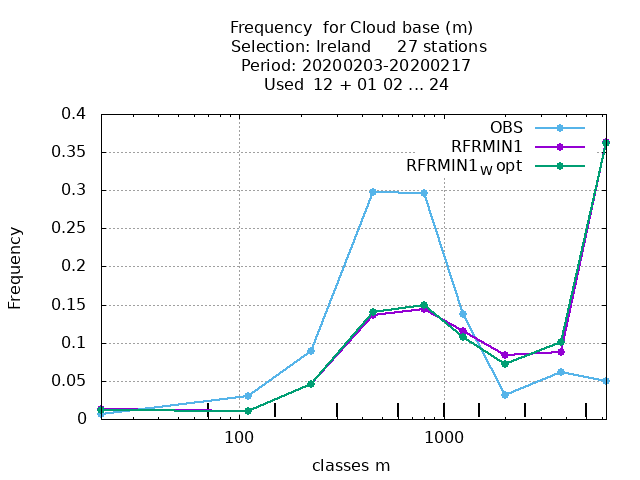 Frequency  for Cloud base (m)
Selection: Ireland     27 stations
Period: 20200203-20200217
Used  12 + 01 02 ... 24
OBS
RFRMIN1
RFRMIN1W opt
0.4
0.35
0.3
0.25
0.2
0.15
0.1
0.05
0
Frequency
100
1000
classes m